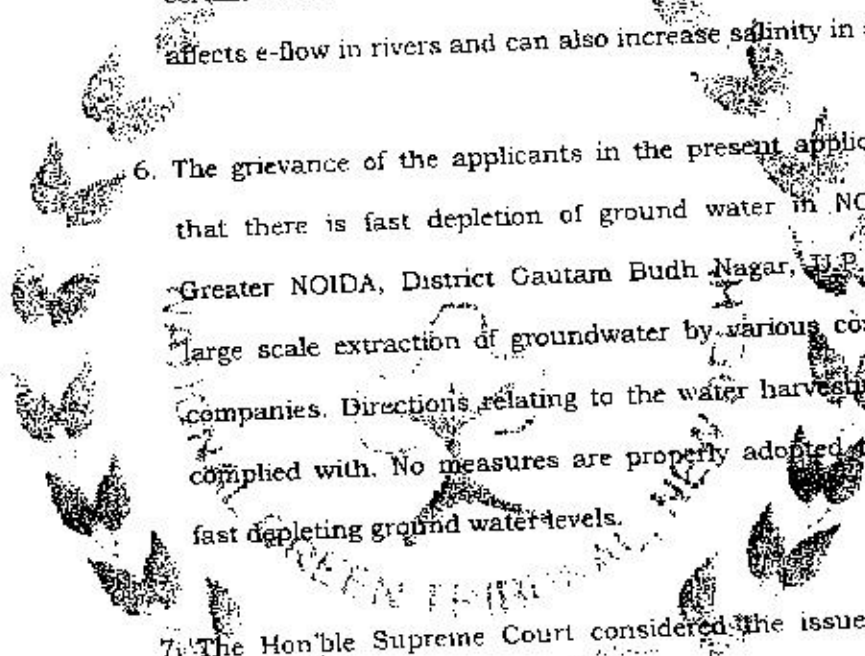 affects e-flow in rivers and can also increase salinity in
6. The grievance of the applicants in the present applic
that there is fast depletion of ground water in NO
Greater NOIDA, District Gautam Budh Nagar, U.P.
large scale extraction of groundwater by various co
companies. Directions relating to the water harvesti
complied with. No measures are properly adopted
fast depleting ground water levels.
7. The Hon'ble Supreme Court considered the issue